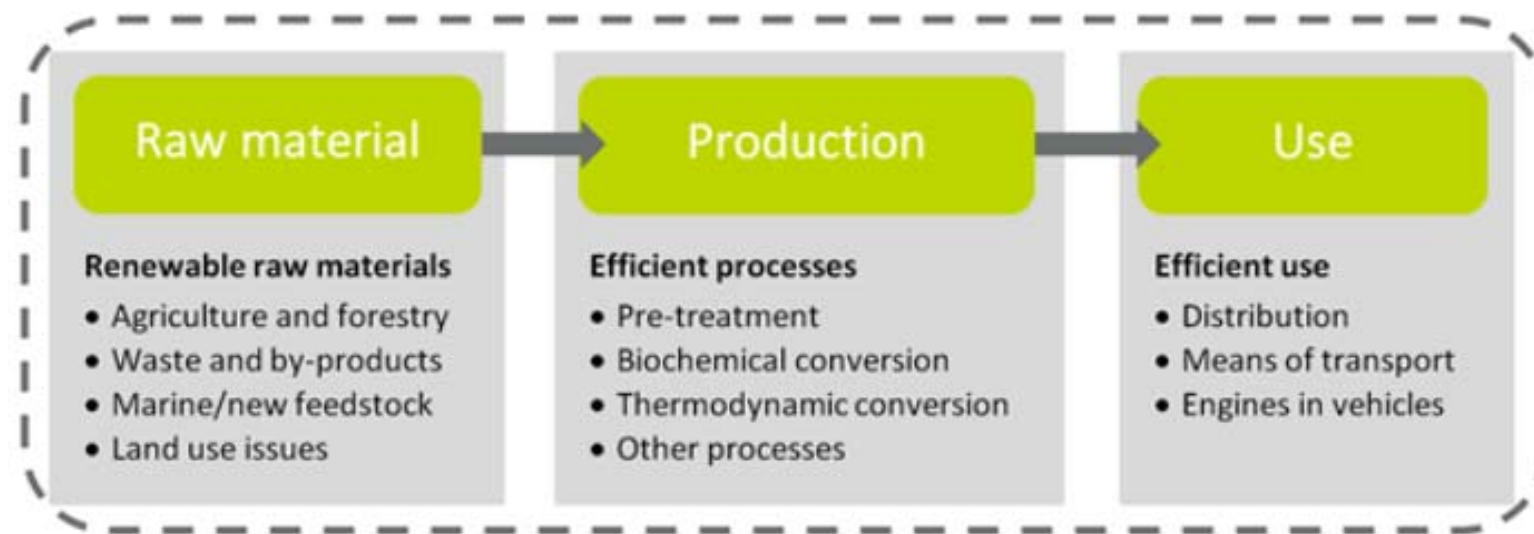 Raw material
Renewable raw materials
• Agriculture and forestry
• Waste and by-products
• Marine/new feedstock
• Land use issues
Production
Efficient processes
• Pre-treatment
• Biochemical conversion
• Thermodynamic conversion
• Other processes
Use
Efficient use
• Distribution
• Means of transport
• Engines in vehicles